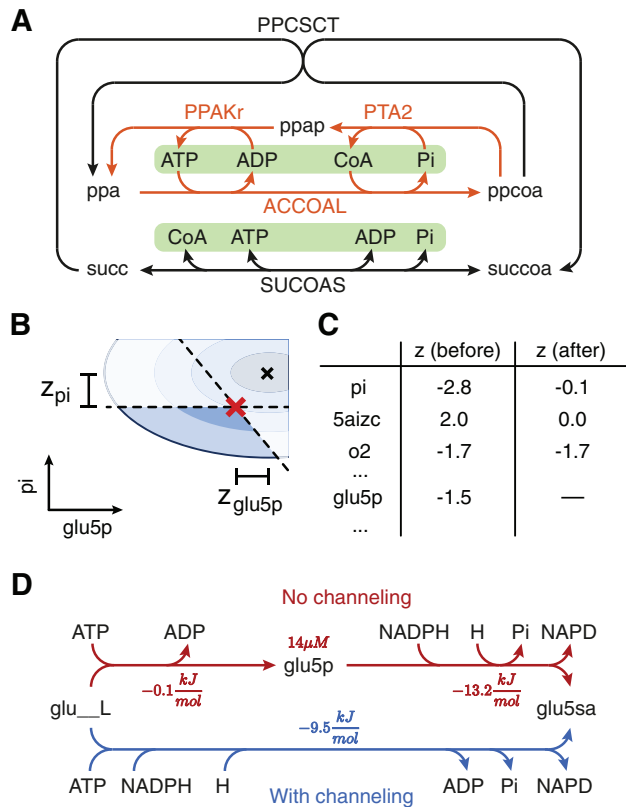 A
PPCSCT
PPAKr
PTA2
ppap
ATP
ADP
CoA
Pi
ppa
ppcoa
ACCOAL
CoA
ATP
ADP
Pi
succ
succoa
SUCOAS
B
z_pi
z_glu5p
pi
glu5p
C
z (before) z (after)
pi -2.8 -0.1
5aizc 2.0 0.0
o2 -1.7 -1.7
...
glu5p -1.5 —
...
D
No channeling
ATP ADP 14μM NADPH H Pi NAPD
glu5p
−0.1 kJ/mol
−13.2 kJ/mol
glu__L
glu5sa
−9.5 kJ/mol
ATP NADPH H ADP Pi NAPD
With channeling